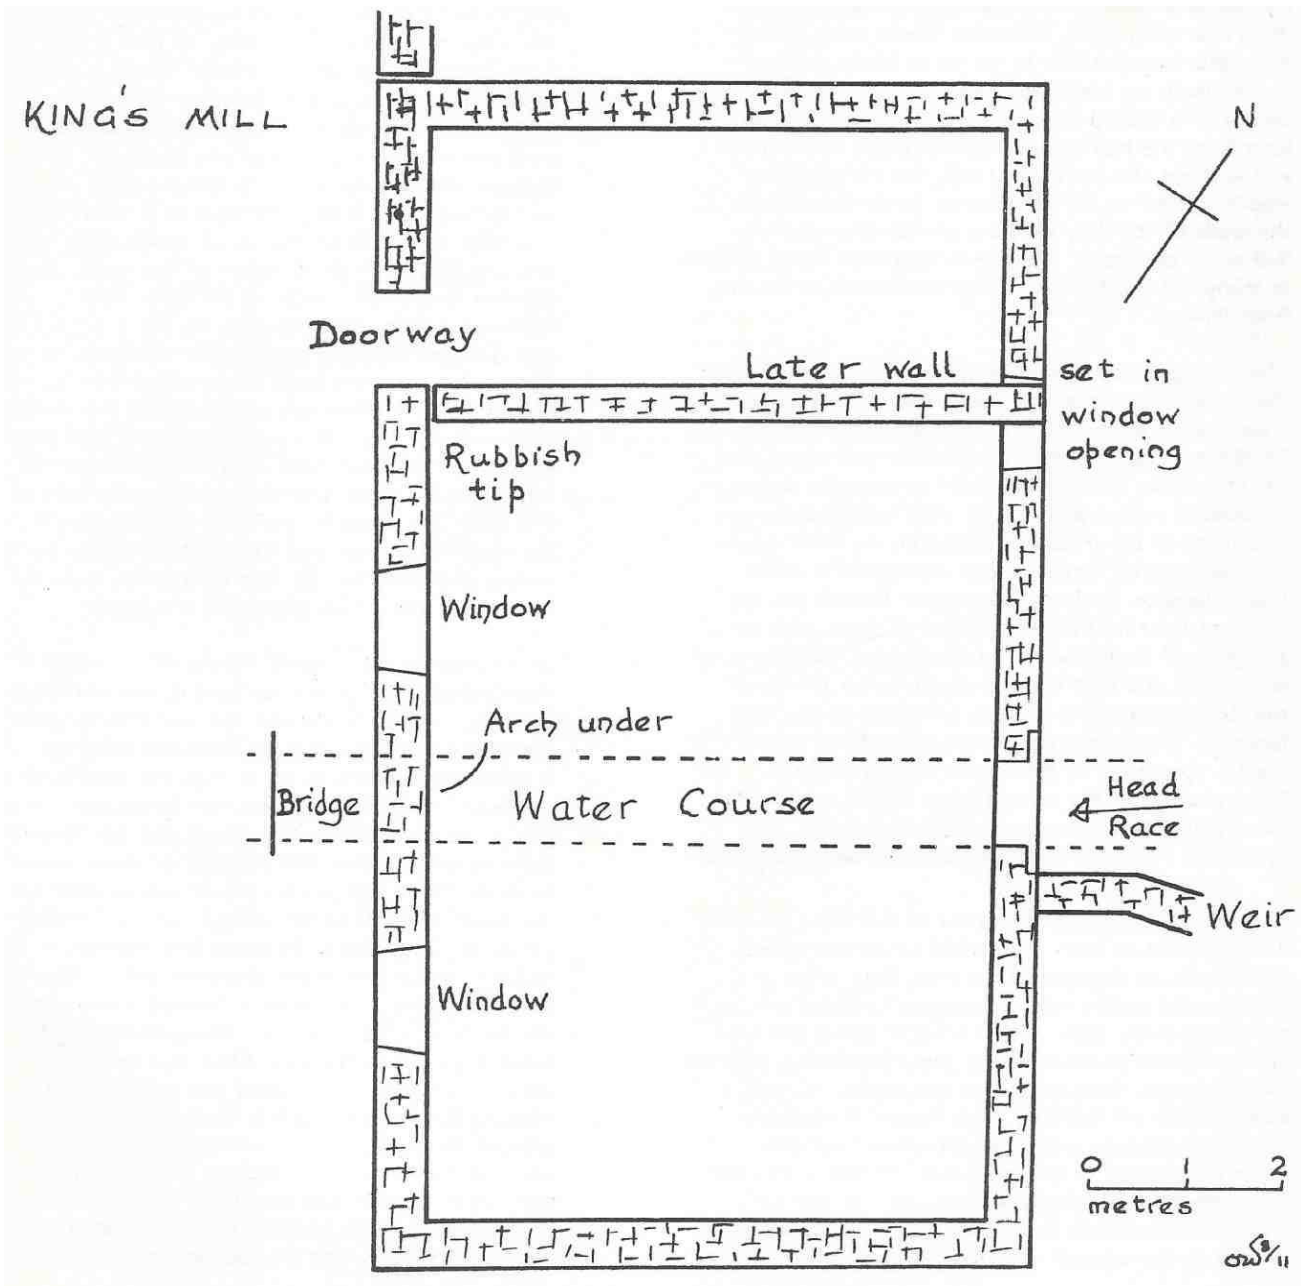 KING'S MILL
N
Doorway
Later wall
set in
window
opening
Rubbish
tip
Window
Arch under
Bridge
Water Course
Head
Race
Weir
Window
0 1 2
metres